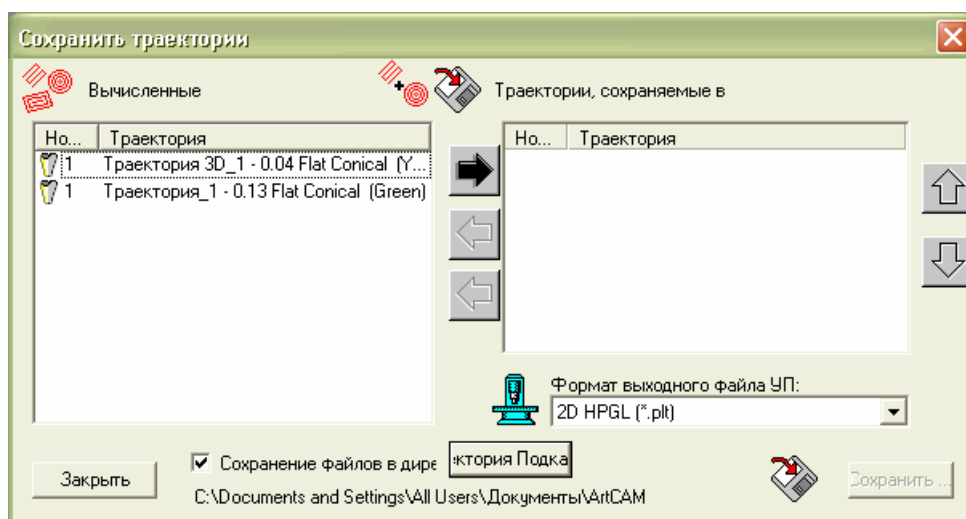 Сохранить траектории
Вычисленные
Траектории, сохраняемые в
Но... Траектория
1 Траектория 3D_1 - 0.04 Flat Conical (Y...
1 Траектория_1 - 0.13 Flat Conical (Green)
Но... Траектория
Формат выходного файла УП:
2D HPGL (*.plt)
Сохранение файлов в дире
ктория Подка
Закрыть
C:\Documents and Settings\All Users\Документы\ArtCAM
Сохранить ...